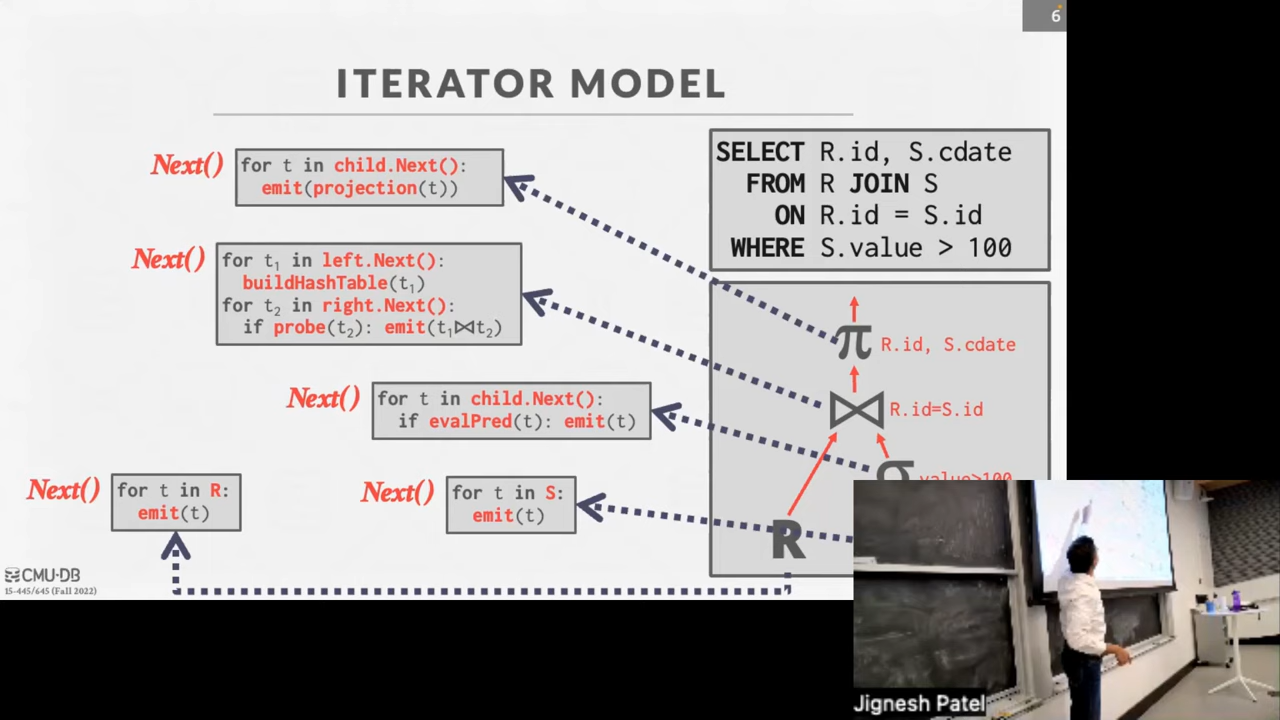 6
ITERATOR MODEL
SELECT R.id, S.cdate
FROM R JOIN S
ON R.id = S.id
WHERE S.value > 100
Next()
for t in child.Next():
emit(projection(t))
Next()
for t₁ in left.Next():
buildHashTable(t₁)
for t₂ in right.Next():
if probe(t₂): emit(t₁⋈t₂)
Next()
for t in child.Next():
if evalPred(t): emit(t)
Next()
for t in R:
emit(t)
Next()
for t in S:
emit(t)
π R.id, S.cdate
⋈ R.id=S.id
σ value>100
R
CMU·DB
15-445/645 (Fall 2022)
Jignesh Patel